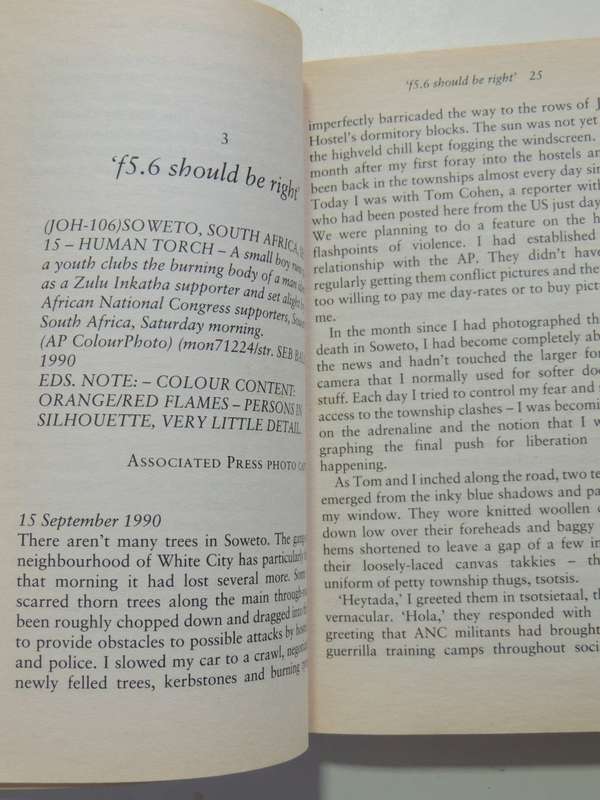 3
'f5.6 should be right'
(JOH-106)SOWETO, SOUTH AFRICA,
15 – HUMAN TORCH – A small boy
a youth clubs the burning body of a man
as a Zulu Inkatha supporter and set
African National Congress supporters,
South Africa, Saturday morning.
(AP ColourPhoto) (mon71224/str. SEB
1990
EDS. NOTE: – COLOUR CONTENT:
ORANGE/RED FLAMES – PERSONS IN
SILHOUETTE, VERY LITTLE DETAIL.
ASSOCIATED PRESS PHOTO
15 September 1990
There aren't many trees in Soweto. The
neighbourhood of White City has particularly
that morning it had lost several more.
scarred thorn trees along the main
been roughly chopped down and dragged
to provide obstacles to possible attacks by
and police. I slowed my car to a crawl,
newly felled trees, kerbstones and burning
'f5.6 should be right' 25
imperfectly barricaded the way to the rows of
Hostel's dormitory blocks. The sun was not yet
the highveld chill kept fogging the windscreen.
month after my first foray into the hostels
been back in the townships almost every day
Today I was with Tom Cohen, a reporter
who had been posted here from the US just
We were planning to do a feature on the
flashpoints of violence. I had established
relationship with the AP. They didn't have
regularly getting them conflict pictures and
too willing to pay me day-rates or to buy
me.
In the month since I had photographed
death in Soweto, I had become completely
the news and hadn't touched the larger
camera that I normally used for softer
stuff. Each day I tried to control my fear and
access to the township clashes – I was
on the adrenaline and the notion that I
graphing the final push for liberation
happening.
As Tom and I inched along the road, two
emerged from the inky blue shadows and
my window. They wore knitted woollen
down low over their foreheads and baggy
hems shortened to leave a gap of a few
their loosely-laced canvas takkies –
uniform of petty township thugs, tsotsis.
'Heytada,' I greeted them in tsotsietaal,
vernacular. 'Hola,' they responded with
greeting that ANC militants had brought
guerrilla training camps throughout